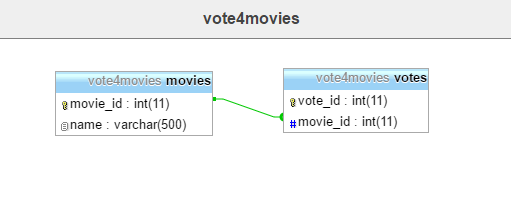 vote4movies
vote4movies movies
movie_id : int(11)
name : varchar(500)
vote4movies votes
vote_id : int(11)
# movie_id : int(11)